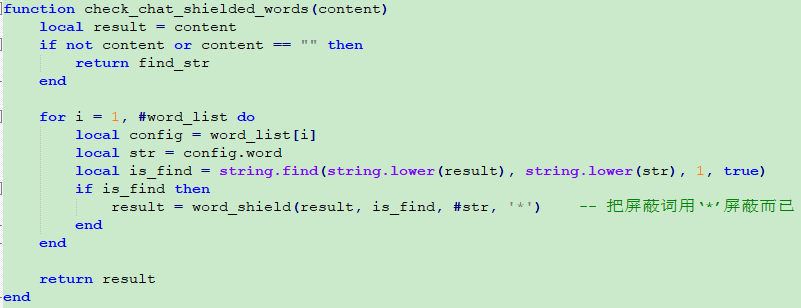 function check_chat_shielded_words(content)
    local result = content
    if not content or content == "" then
        return find_str
    end

    for i = 1, #word_list do
        local config = word_list[i]
        local str = config.word
        local is_find = string.find(string.lower(result), string.lower(str), 1, true)
        if is_find then
            result = word_shield(result, is_find, #str, '*')    -- 把屏蔽词用‘*’屏蔽而已
        end
    end

    return result
end